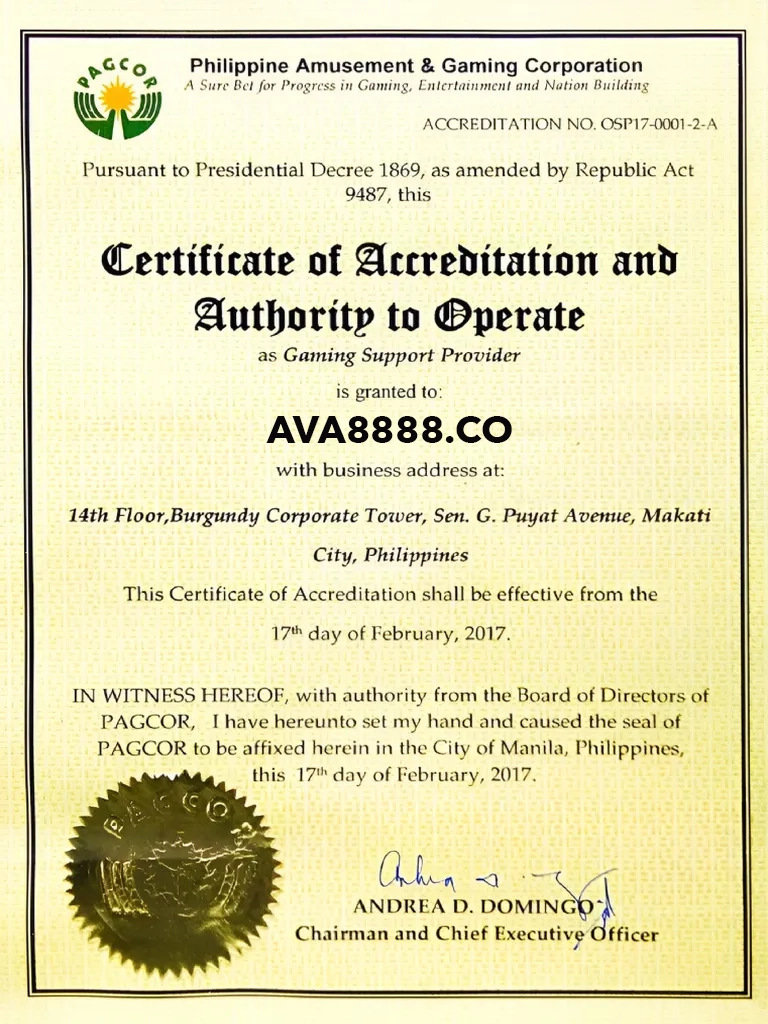 PAGCOR
Philippine Amusement & Gaming Corporation
A Sure Bet for Progress in Gaming, Entertainment and Nation Building
ACCREDITATION NO. OSP17-0001-2-A
Pursuant to Presidential Decree 1869, as amended by Republic Act
9487, this
Certificate of Accreditation and
Authority to Operate
as Gaming Support Provider
is granted to:
AVA8888.CO
with business address at:
14th Floor,Burgundy Corporate Tower, Sen. G. Puyat Avenue, Makati
City, Philippines
This Certificate of Accreditation shall be effective from the
17th day of February, 2017.
IN WITNESS HEREOF, with authority from the Board of Directors of
PAGCOR, I have hereunto set my hand and caused the seal of
PAGCOR to be affixed herein in the City of Manila, Philippines,
this 17th day of February, 2017.
PAGCOR
ANDREA D. DOMINGO
Chairman and Chief Executive Officer